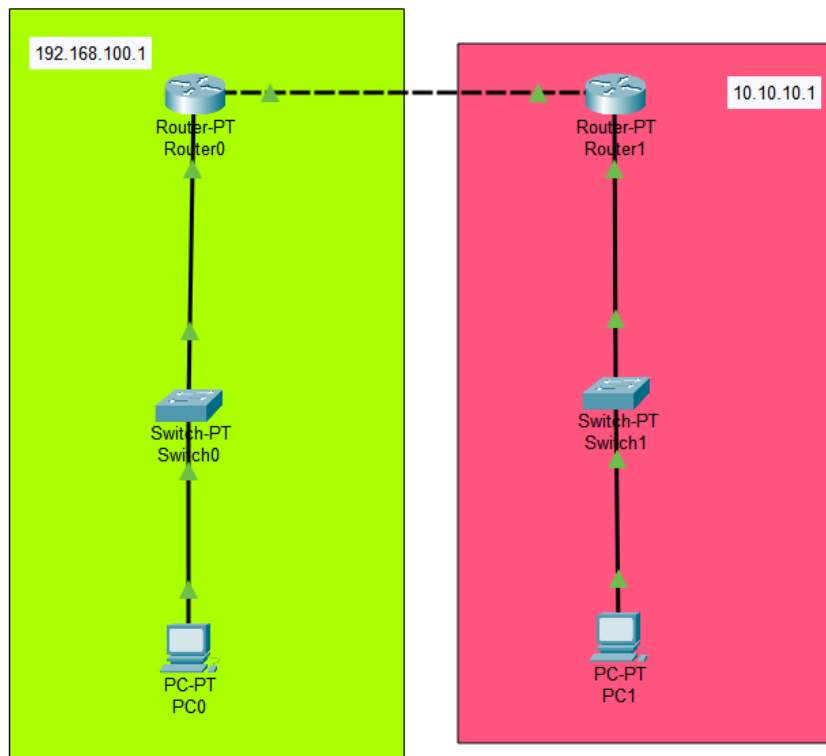 192.168.100.1
10.10.10.1
Router-PT
Router0
Router-PT
Router1
Switch-PT
Switch0
Switch-PT
Switch1
PC-PT
PC0
PC-PT
PC1